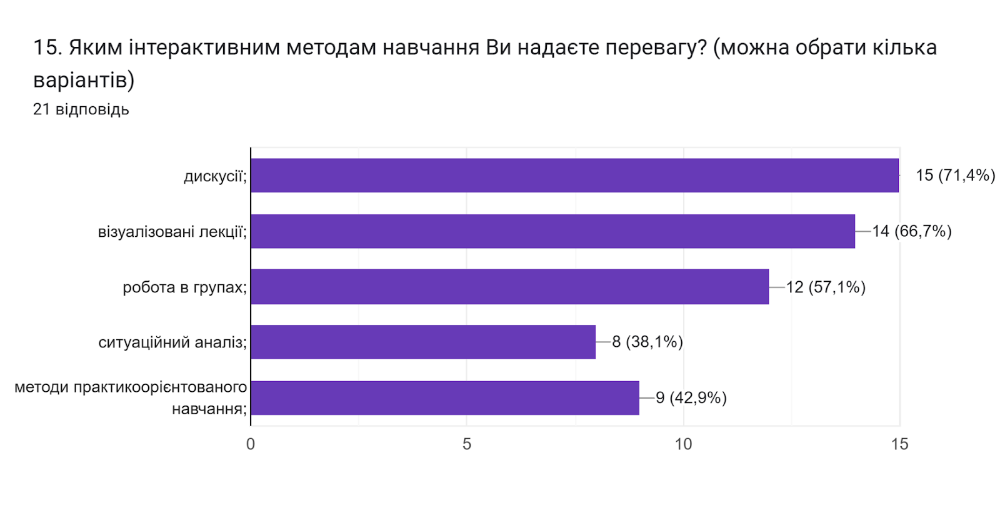 15. Яким інтерактивним методам навчання Ви надаєте перевагу? (можна обрати кілька
варіантів)
21 відповідь
дискусії;
15 (71,4%)
візуалізовані лекції;
14 (66,7%)
робота в групах;
12 (57,1%)
ситуаційний аналіз;
8 (38,1%)
методи практикоорієнтованого
навчання;
9 (42,9%)
0 5 10 15